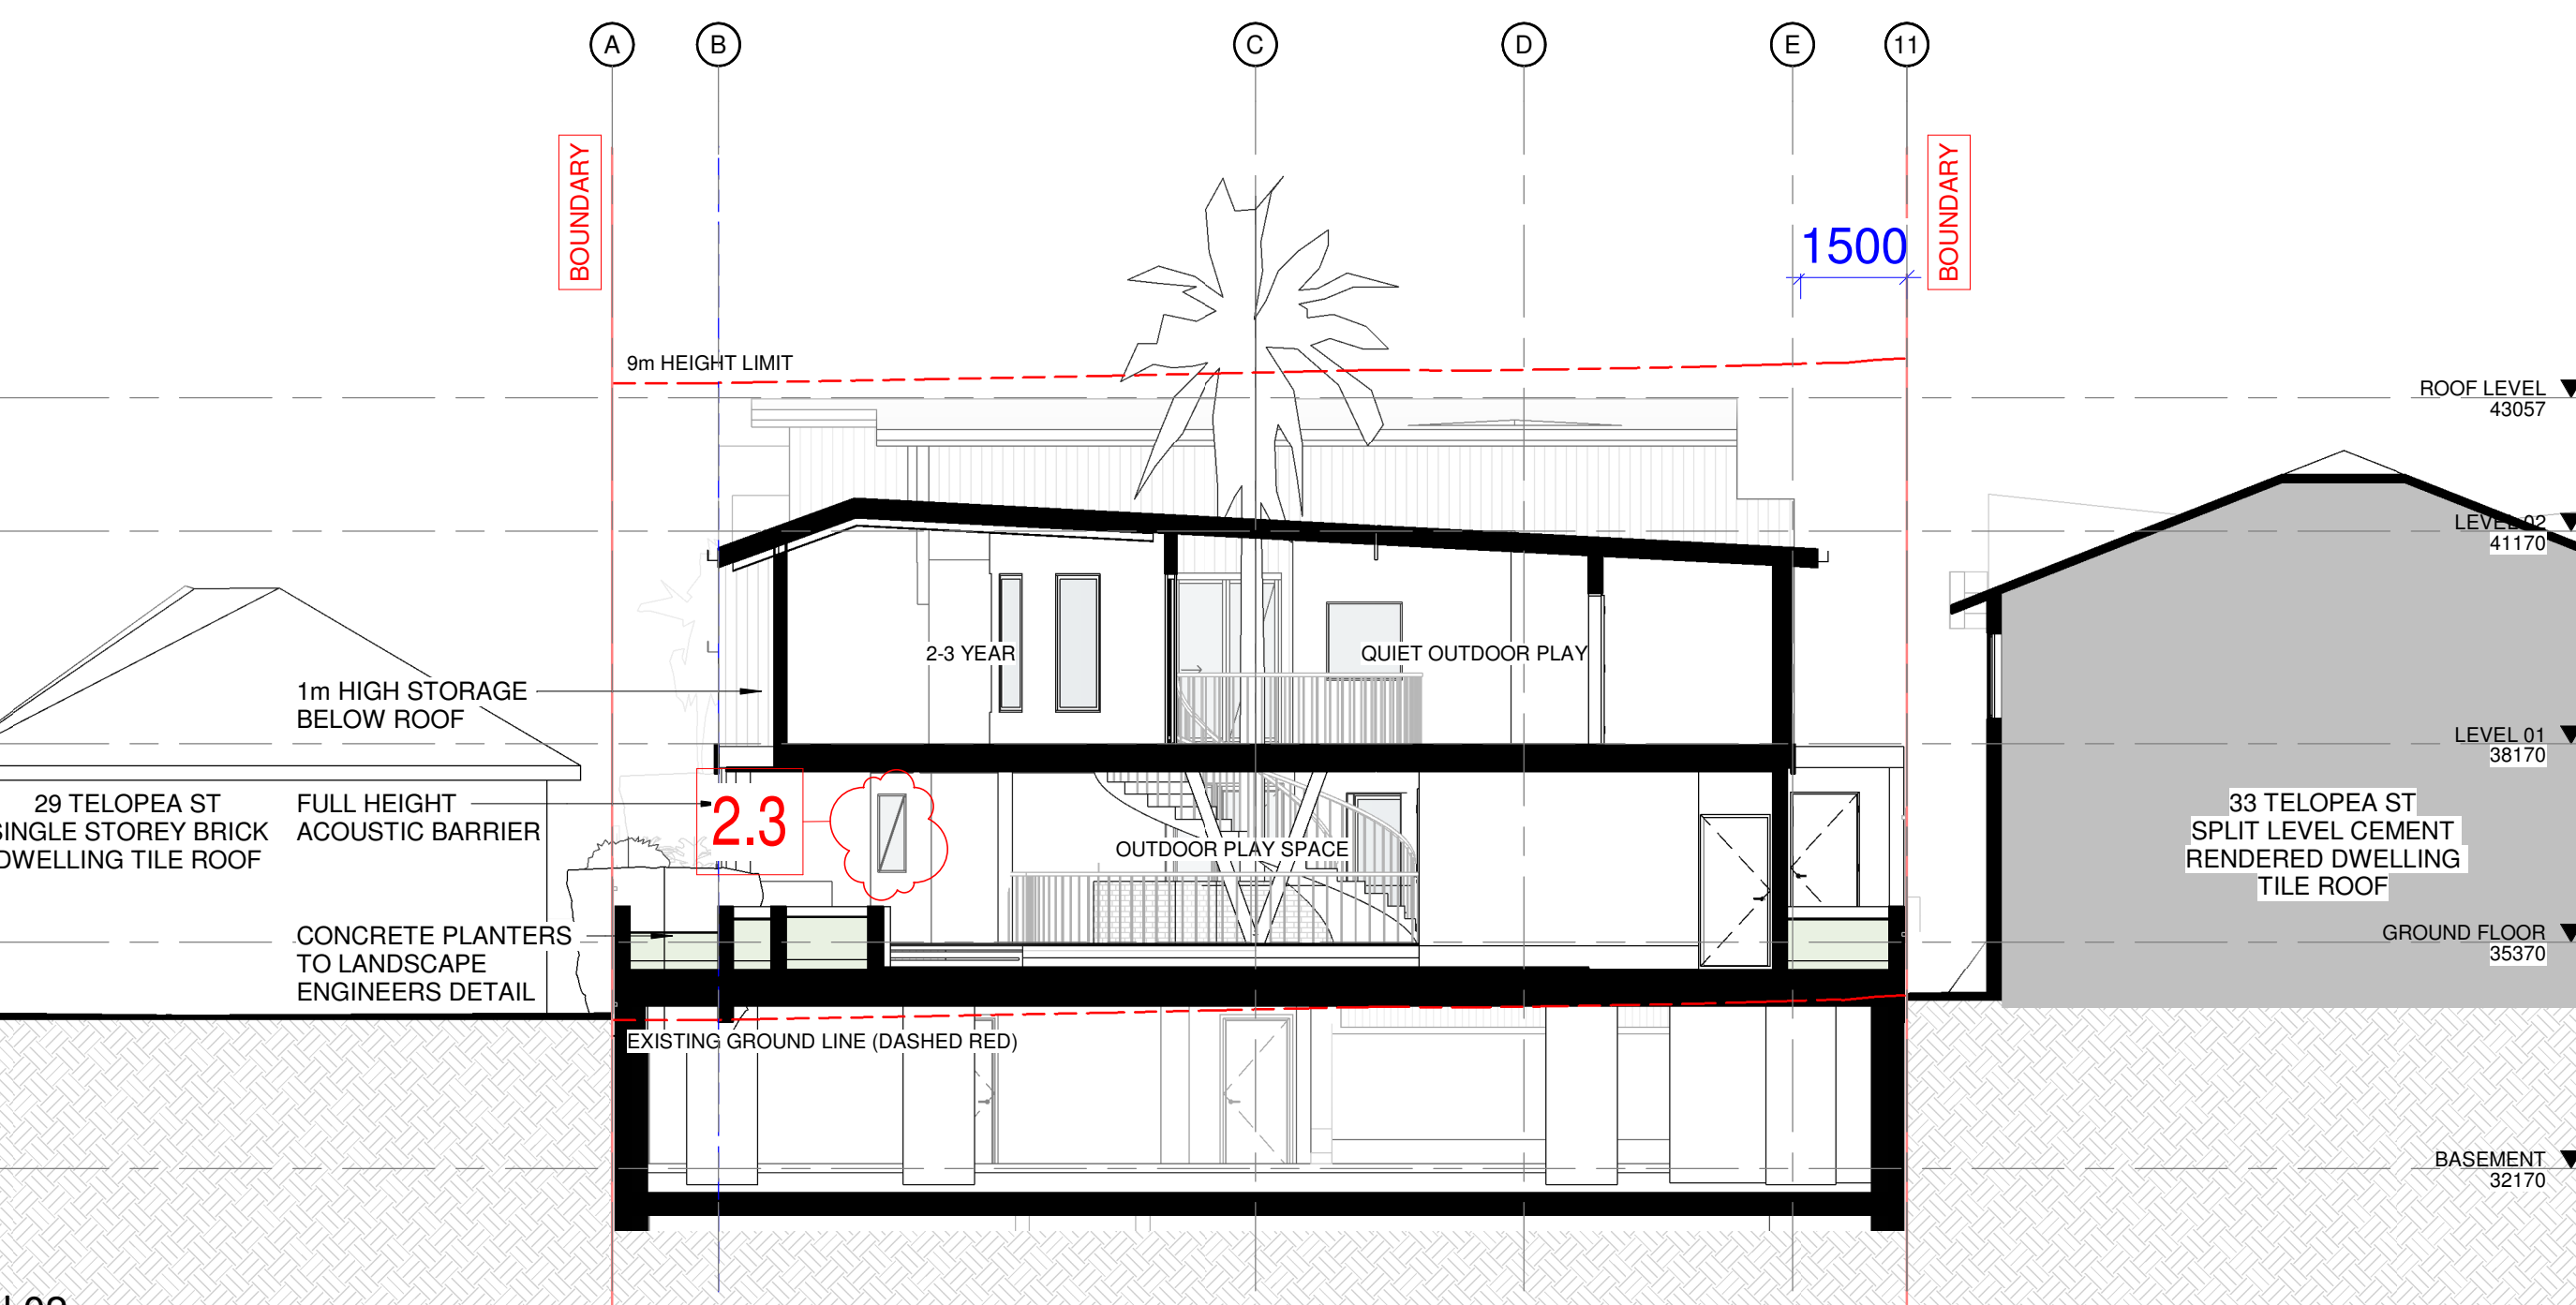 A
B
C
D
E
11
BOUNDARY
BOUNDARY
1500
9m HEIGHT LIMIT
ROOF LEVEL
43057
LEVEL 02
41170
2-3 YEAR
QUIET OUTDOOR PLAY
1m HIGH STORAGE
BELOW ROOF
LEVEL 01
38170
29 TELOPEA ST
SINGLE STOREY BRICK
DWELLING TILE ROOF
FULL HEIGHT
ACOUSTIC BARRIER
2.3
OUTDOOR PLAY SPACE
33 TELOPEA ST
SPLIT LEVEL CEMENT
RENDERED DWELLING
TILE ROOF
CONCRETE PLANTERS
TO LANDSCAPE
ENGINEERS DETAIL
GROUND FLOOR
35370
EXISTING GROUND LINE (DASHED RED)
BASEMENT
32170